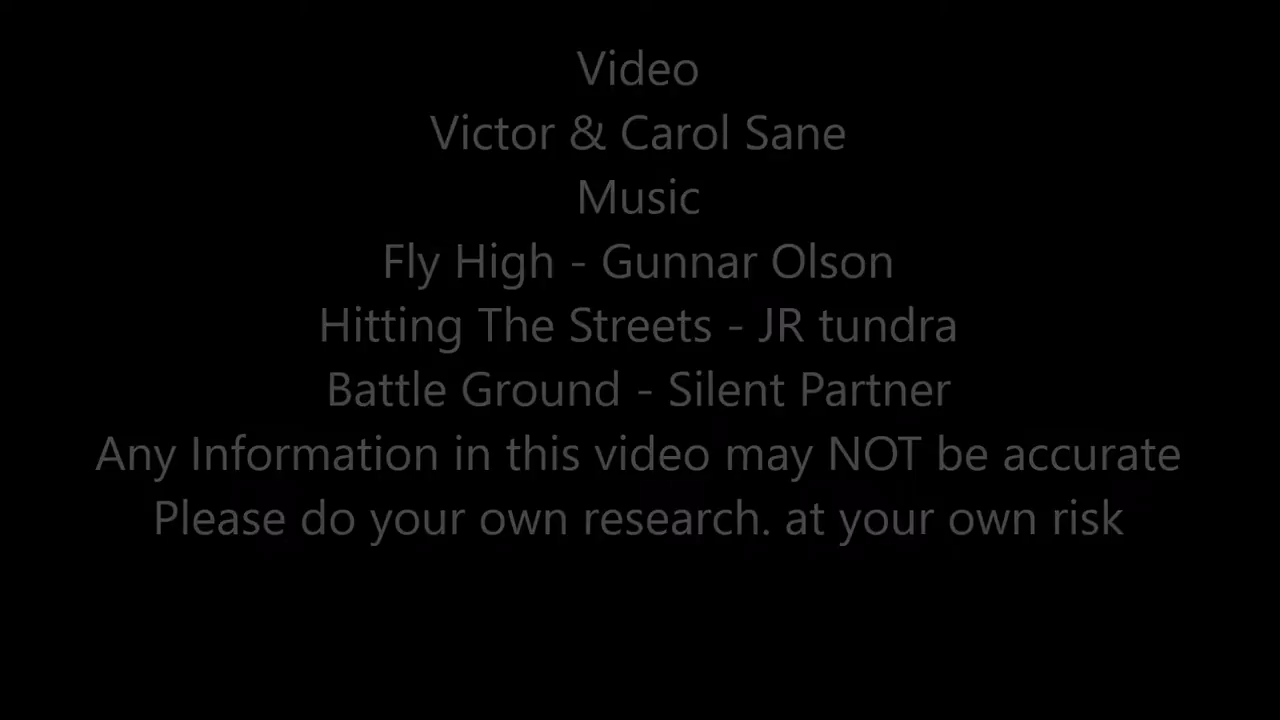 Video
Victor & Carol Sane
Music
Fly High - Gunnar Olson
Hitting The Streets - JR tundra
Battle Ground - Silent Partner
Any Information in this video may NOT be accurate
Please do your own research. at your own risk